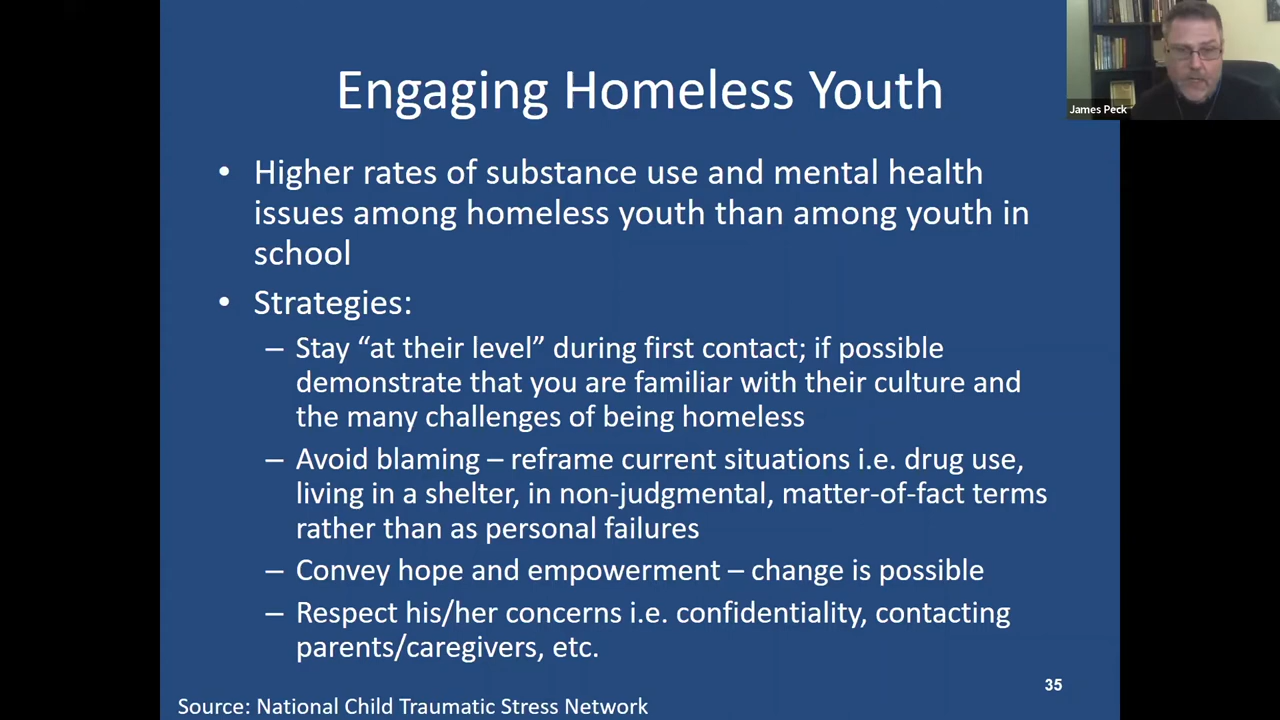 Engaging Homeless Youth
James Peck
• Higher rates of substance use and mental health
issues among homeless youth than among youth in
school
• Strategies:
– Stay “at their level” during first contact; if possible
demonstrate that you are familiar with their culture and
the many challenges of being homeless
– Avoid blaming – reframe current situations i.e. drug use,
living in a shelter, in non-judgmental, matter-of-fact terms
rather than as personal failures
– Convey hope and empowerment – change is possible
– Respect his/her concerns i.e. confidentiality, contacting
parents/caregivers, etc.
35
Source: National Child Traumatic Stress Network